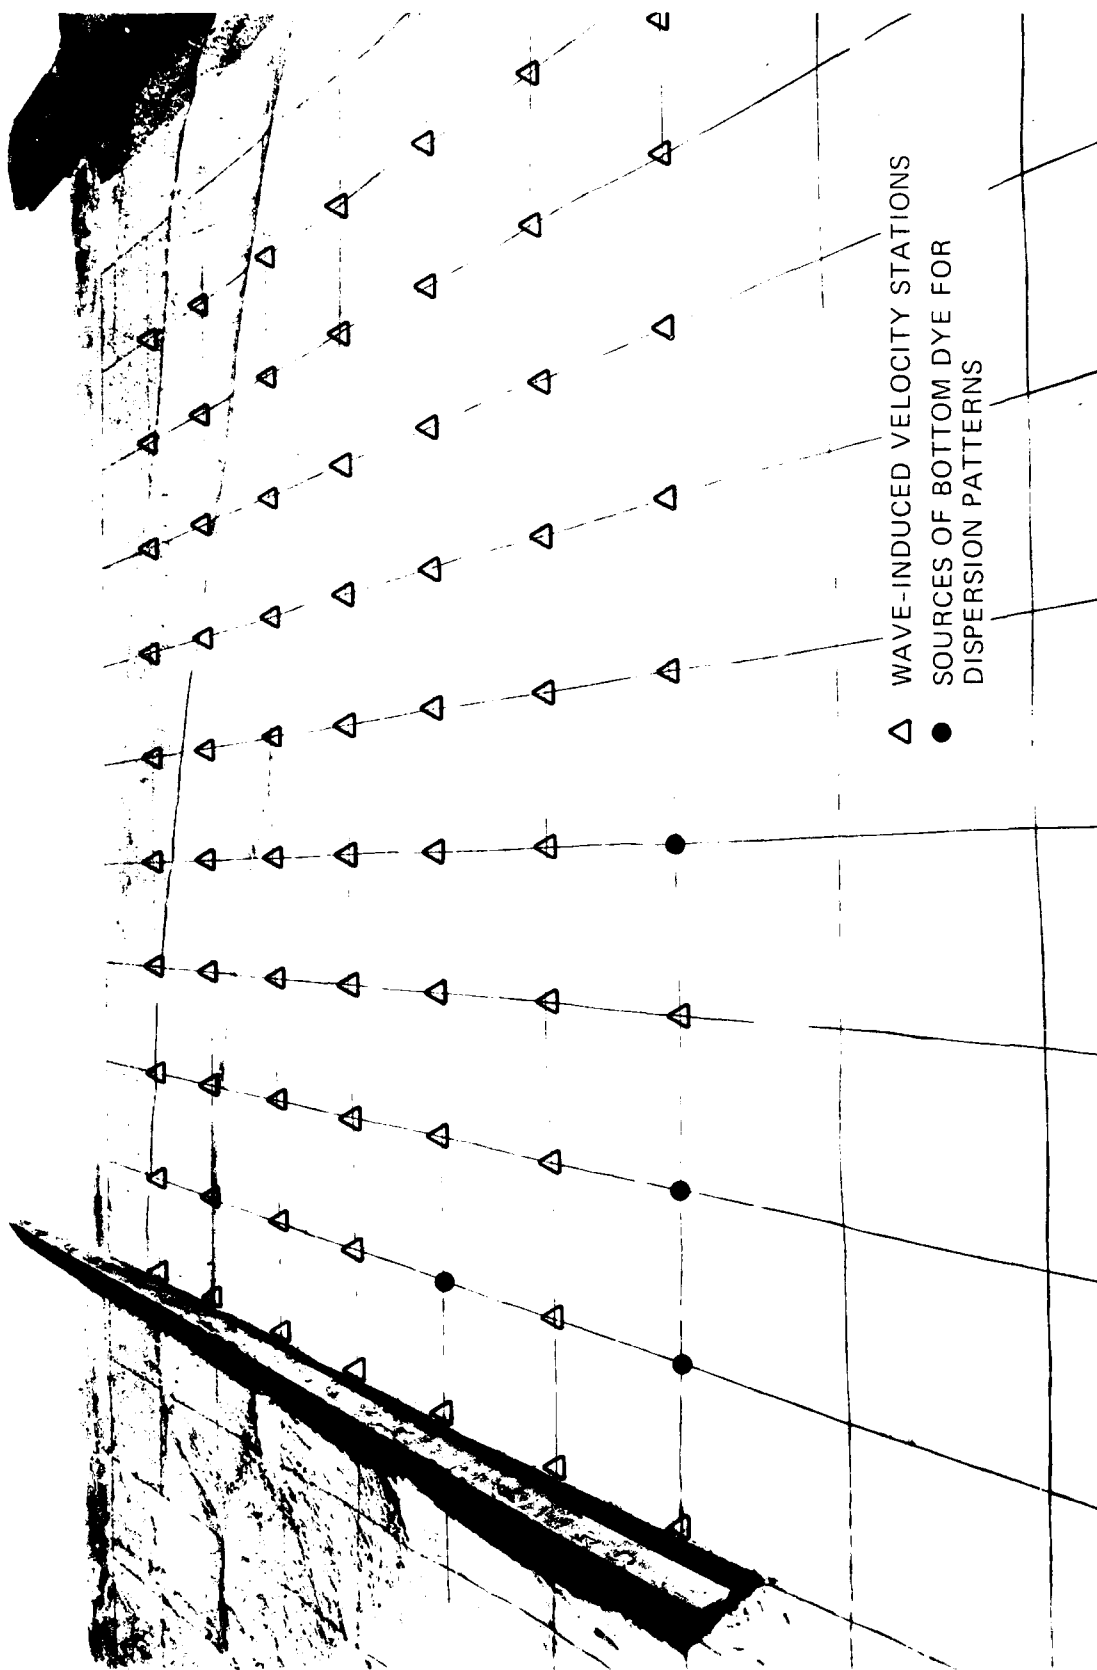 △ WAVE-INDUCED VELOCITY STATIONS
● SOURCES OF BOTTOM DYE FOR
DISPERSION PATTERNS